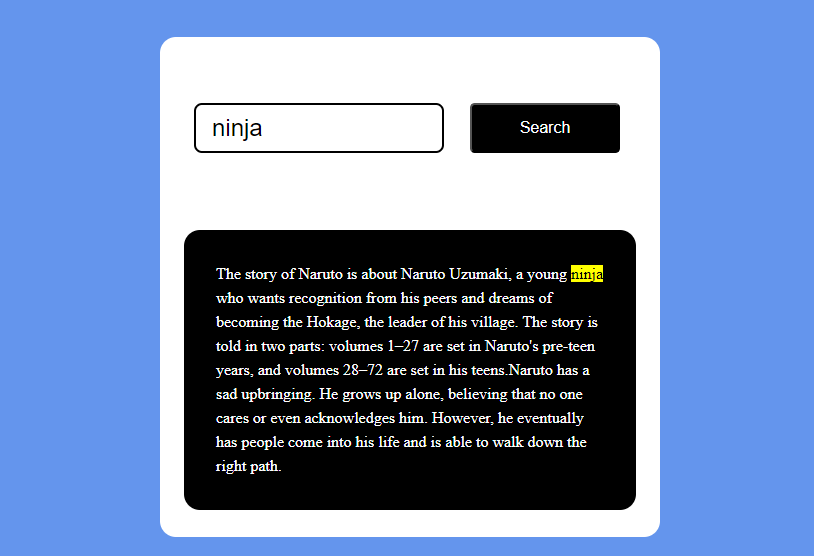 ninja
Search
The story of Naruto is about Naruto Uzumaki, a young ninja
who wants recognition from his peers and dreams of
becoming the Hokage, the leader of his village. The story is
told in two parts: volumes 1–27 are set in Naruto's pre-teen
years, and volumes 28–72 are set in his teens.Naruto has a
sad upbringing. He grows up alone, believing that no one
cares or even acknowledges him. However, he eventually
has people come into his life and is able to walk down the
right path.